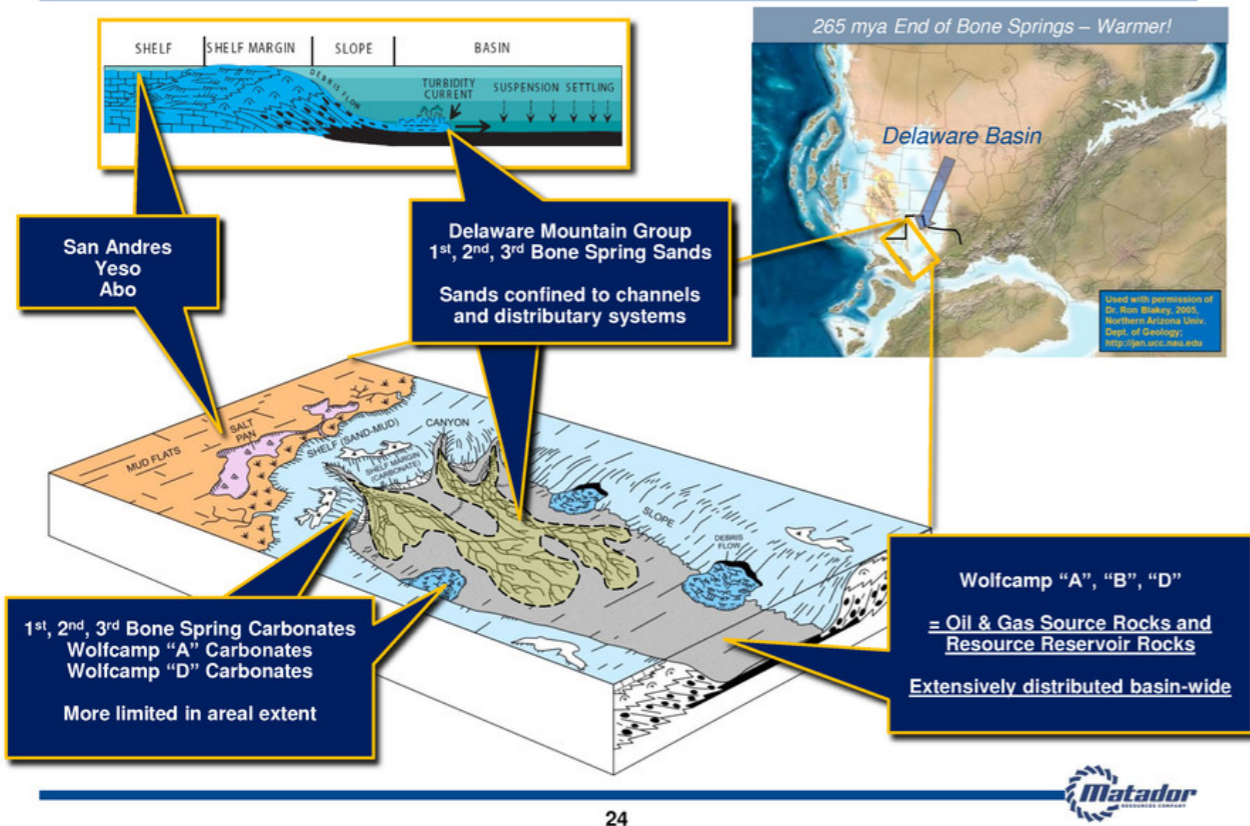 SHELF
SHELF MARGIN
SLOPE
BASIN
DEBRIS FLOW
TURBIDITY
CURRENT
SUSPENSION SETTLING
265 mya End of Bone Springs – Warmer!
Delaware Basin
Used with permission of
Dr. Ron Blakey, 2005,
Northern Arizona Univ.
Dept. of Geology;
http://jan.ucc.nau.edu
San Andres
Yeso
Abo
Delaware Mountain Group
1st, 2nd, 3rd Bone Spring Sands
Sands confined to channels
and distributary systems
MUD FLATS
SALT
PAN
SHELF (SAND-MUD)
SHELF MARGIN
(CARBONATE)
CANYON
SLOPE
DEBRIS
FLOW
1st, 2nd, 3rd Bone Spring Carbonates
Wolfcamp “A” Carbonates
Wolfcamp “D” Carbonates
More limited in areal extent
Wolfcamp “A”, “B”, “D”
= Oil & Gas Source Rocks and
Resource Reservoir Rocks
Extensively distributed basin-wide
24
Matador
RESOURCES COMPANY